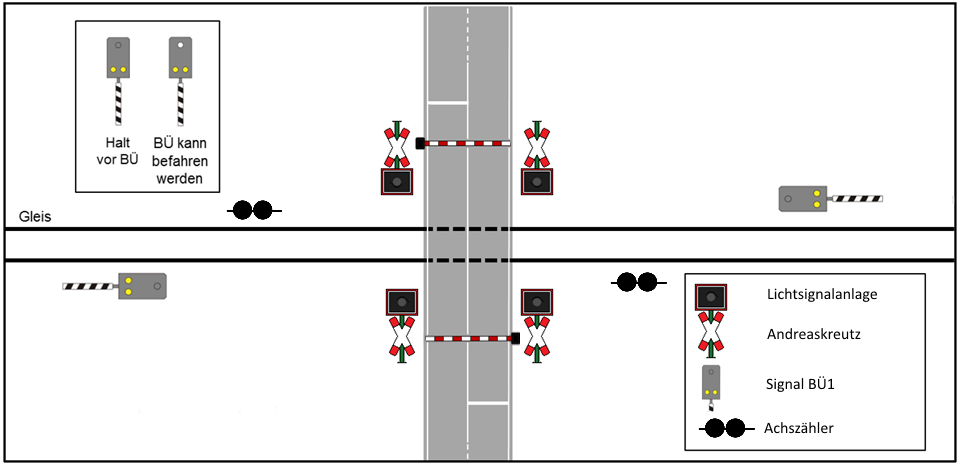 Halt
vor BÜ
BÜ kann
befahren
werden
Gleis
Lichtsignalanlage
Andreaskreutz
Signal BÜ1
Achszähler